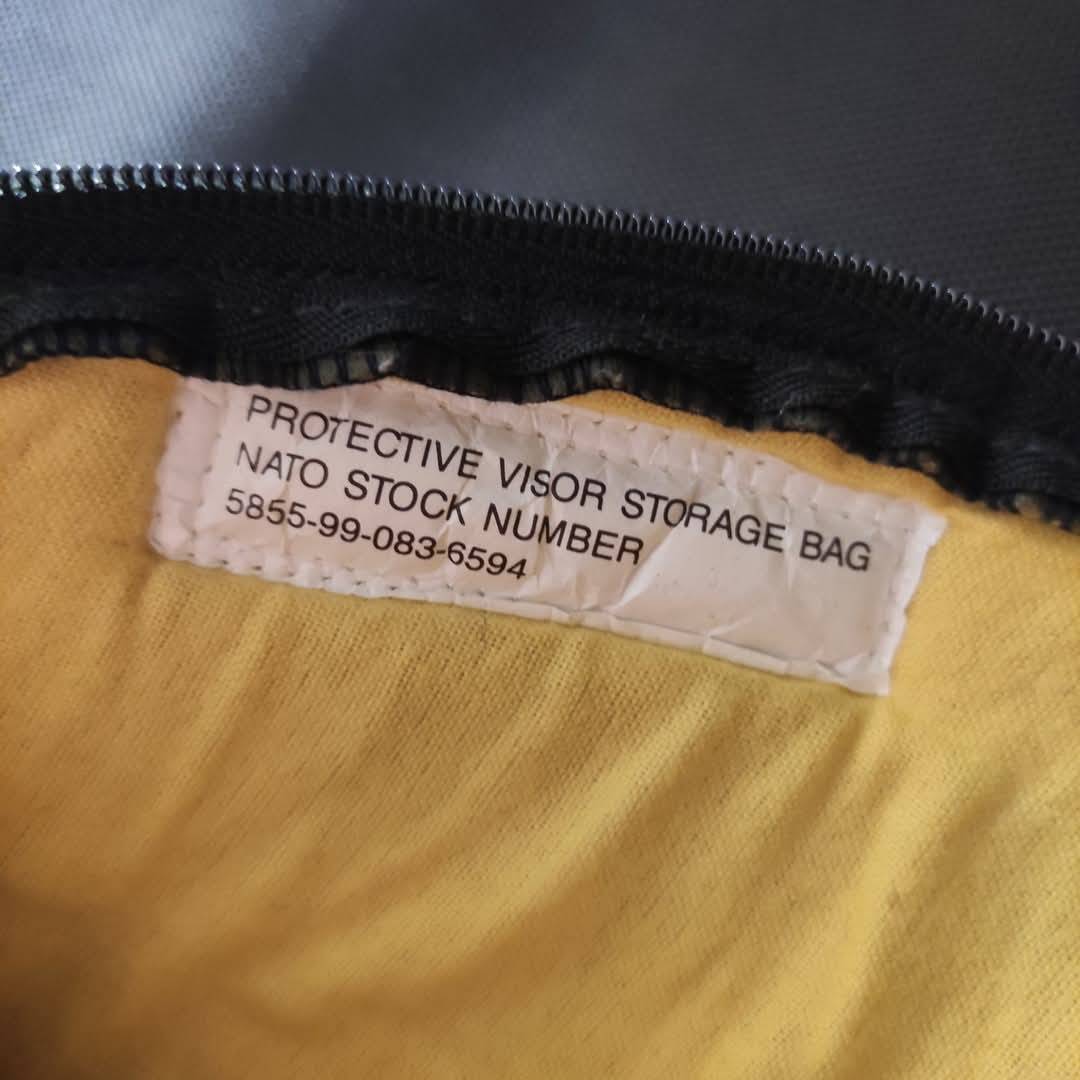 PROTECTIVE VISOR STORAGE BAG
NATO STOCK NUMBER
5855-99-083-6594